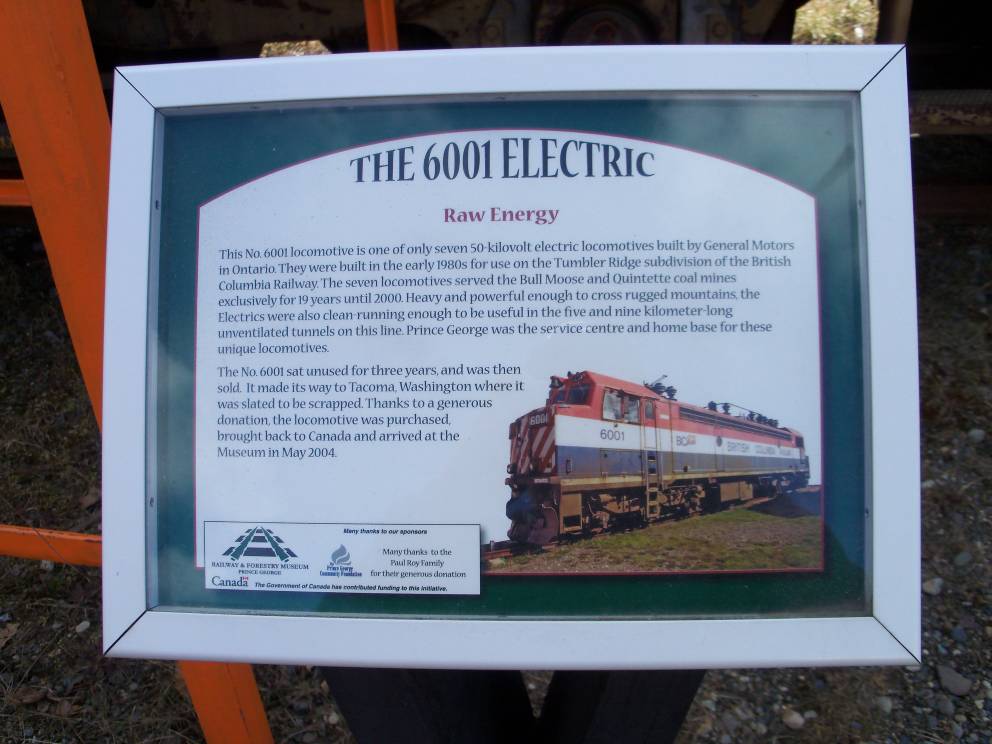 THE 6001 ELECTRIC
Raw Energy
This No. 6001 locomotive is one of only seven 50-kilovolt electric locomotives built by General Motors
in Ontario. They were built in the early 1980s for use on the Tumbler Ridge subdivision of the British
Columbia Railway. The seven locomotives served the Bull Moose and Quintette coal mines
exclusively for 19 years until 2000. Heavy and powerful enough to cross rugged mountains, the
Electrics were also clean-running enough to be useful in the five and nine kilometer-long
unventilated tunnels on this line. Prince George was the service centre and home base for these
unique locomotives.
The No. 6001 sat unused for three years, and was then
sold. It made its way to Tacoma, Washington where it
was slated to be scrapped. Thanks to a generous
donation, the locomotive was purchased,
brought back to Canada and arrived at the
Museum in May 2004.
6001
6001
BC
BRITISH COLUMBIA
Many thanks to our sponsors
RAILWAY & FORESTRY MUSEUM
PRINCE GEORGE
Prince George
Community Foundation
Many thanks to the
Paul Roy Family
for their generous donation
Canada
The Government of Canada has contributed funding to this initiative.